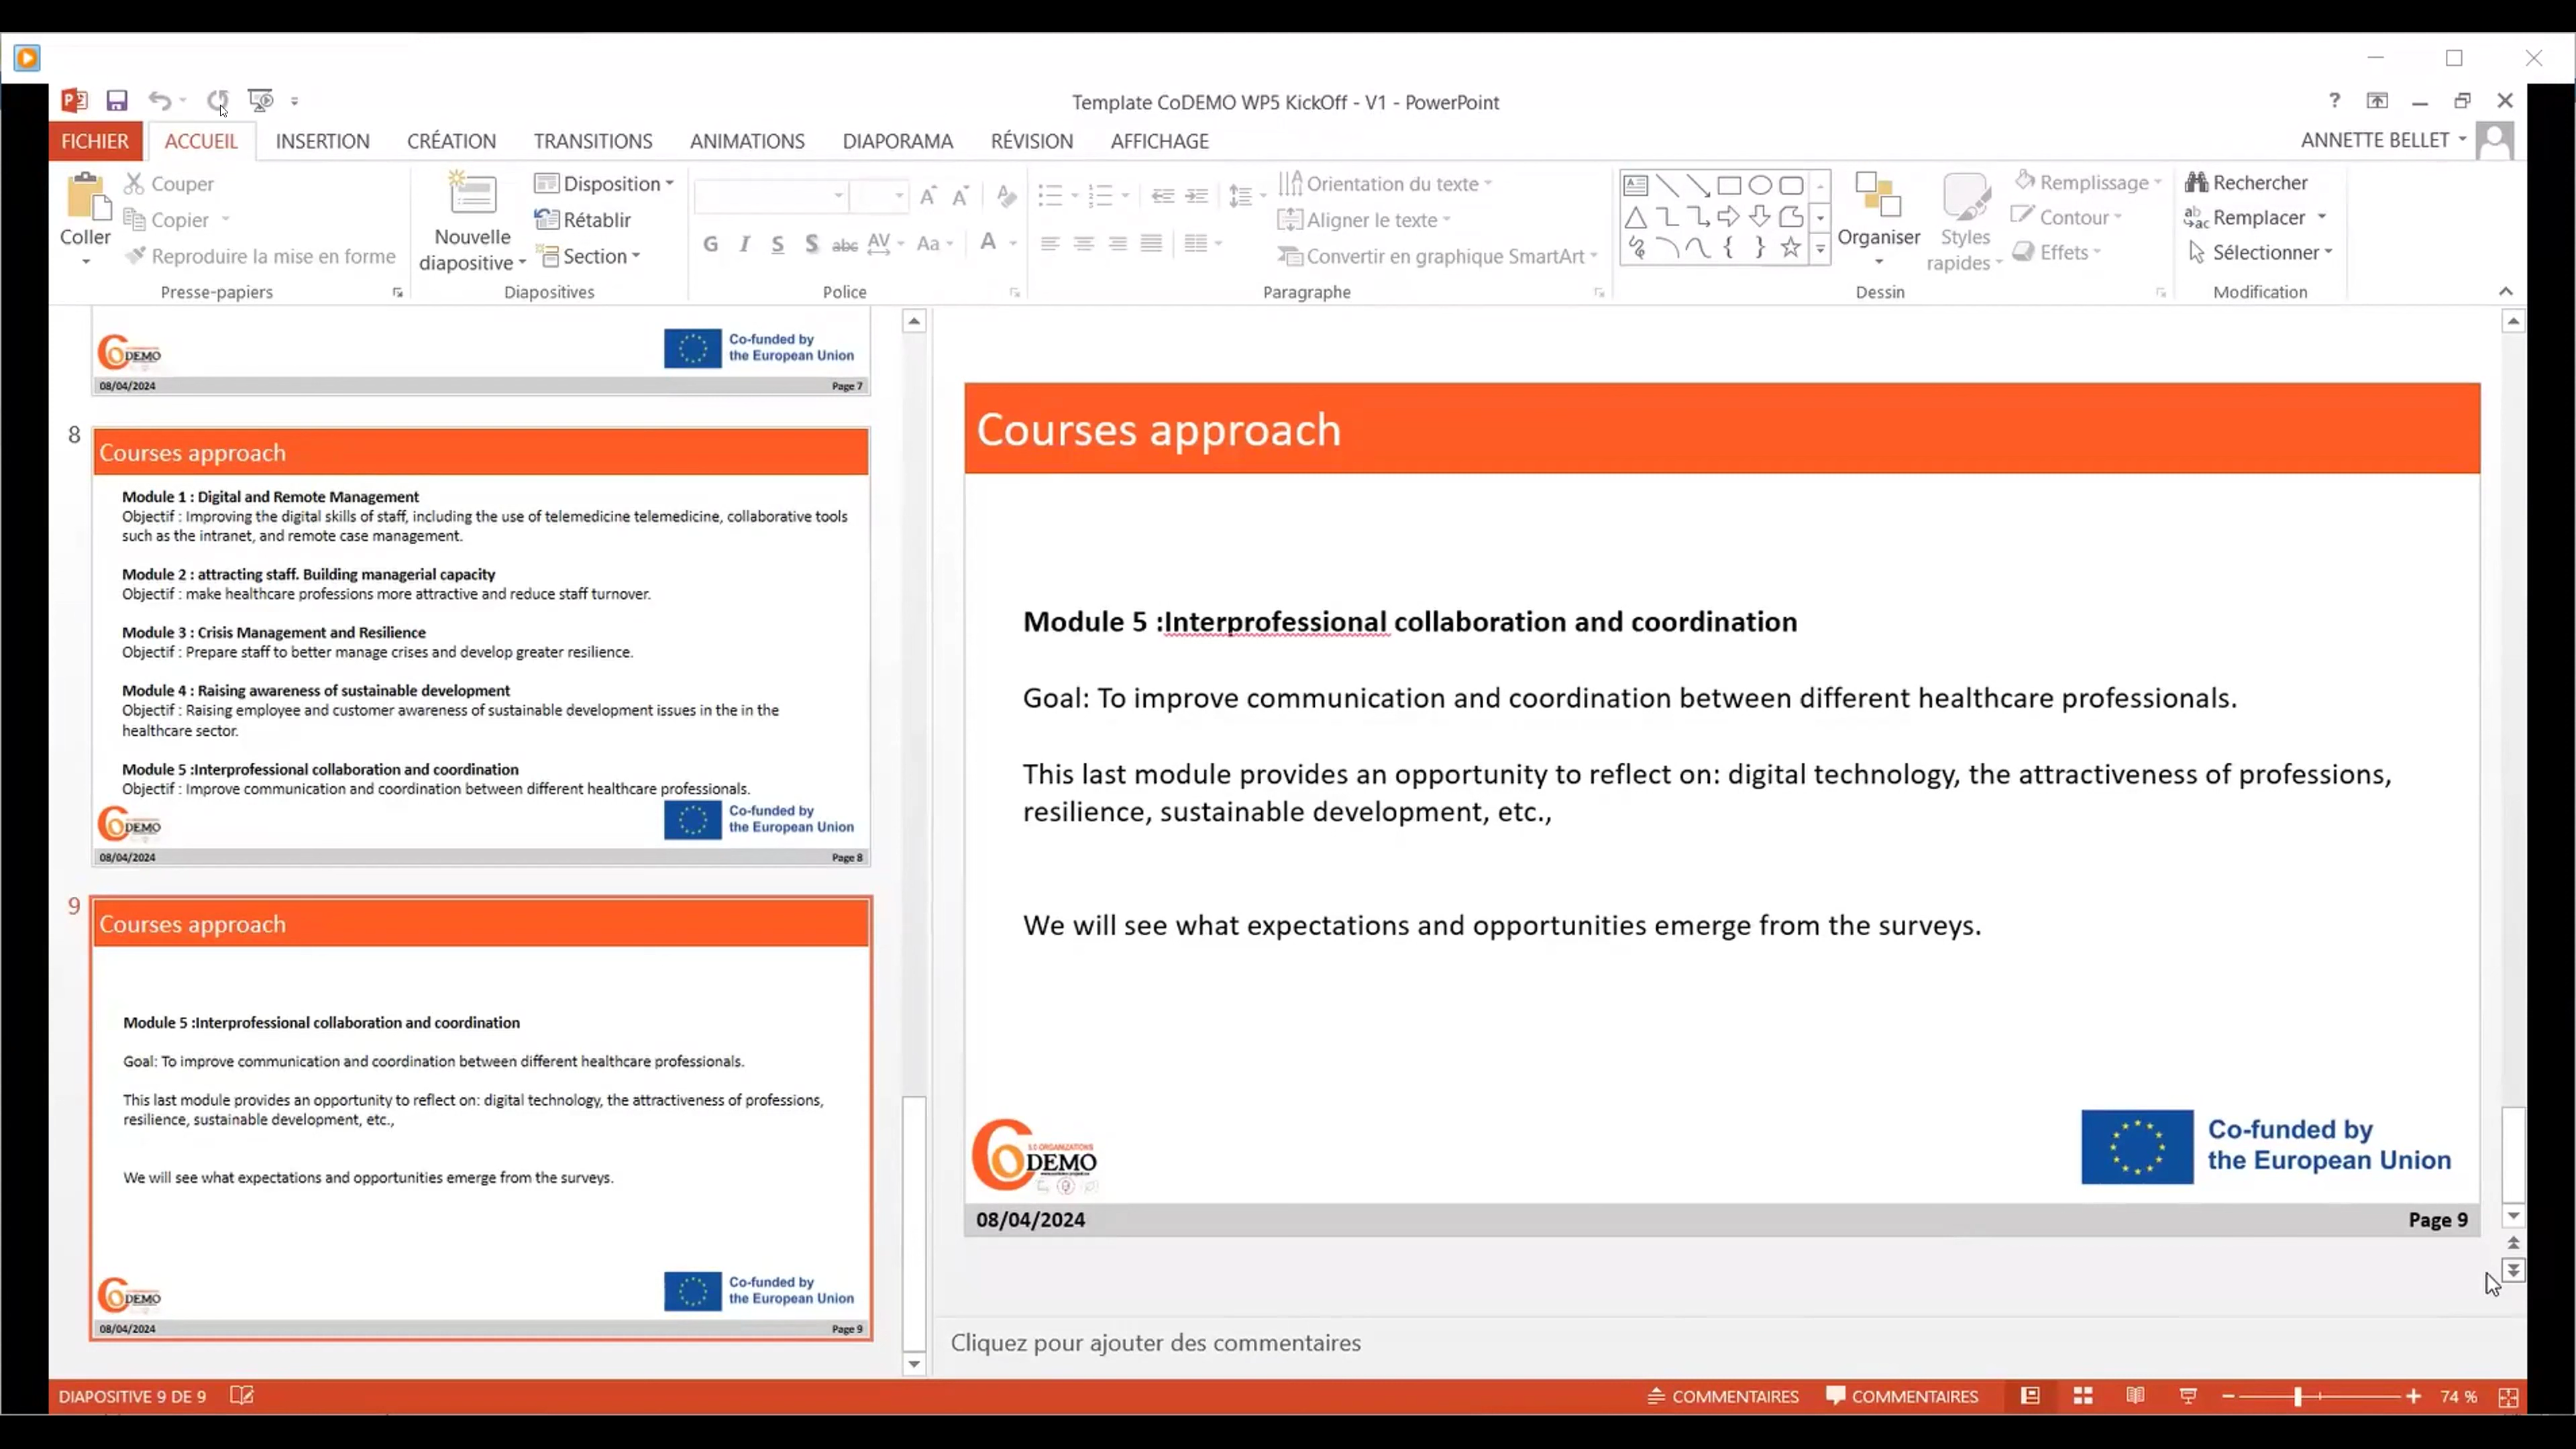 Template CoDEMO WP5 KickOff - V1 - PowerPoint
?
FICHIER ACCUEIL INSERTION CRÉATION TRANSITIONS ANIMATIONS DIAPORAMA RÉVISION AFFICHAGE ANNETTE BELLET
Coller
Couper
Copier
Reproduire la mise en forme
Presse-papiers
Nouvelle
diapositive
Disposition
Rétablir
Section
Diapositives
G I S S abc AV Aa A
Police
Orientation du texte
Aligner le texte
Convertir en graphique SmartArt
Paragraphe
Organiser
Styles
rapides
Remplissage
Contour
Effets
Dessin
Rechercher
Remplacer
Sélectionner
Modification
DEMO
Co-funded by
the European Union
08/04/2024 Page 7
8
Courses approach
Module 1 : Digital and Remote Management
Objectif : Improving the digital skills of staff, including the use of telemedicine telemedicine, collaborative tools
such as the intranet, and remote case management.
Module 2 : attracting staff. Building managerial capacity
Objectif : make healthcare professions more attractive and reduce staff turnover.
Module 3 : Crisis Management and Resilience
Objectif : Prepare staff to better manage crises and develop greater resilience.
Module 4 : Raising awareness of sustainable development
Objectif : Raising employee and customer awareness of sustainable development issues in the in the
healthcare sector.
Module 5 :Interprofessional collaboration and coordination
Objectif : Improve communication and coordination between different healthcare professionals.
DEMO
Co-funded by
the European Union
08/04/2024 Page 8
9
Courses approach
Module 5 :Interprofessional collaboration and coordination
Goal: To improve communication and coordination between different healthcare professionals.
This last module provides an opportunity to reflect on: digital technology, the attractiveness of professions,
resilience, sustainable development, etc.,
We will see what expectations and opportunities emerge from the surveys.
DEMO
Co-funded by
the European Union
08/04/2024 Page 9
Courses approach
Module 5 :Interprofessional collaboration and coordination
Goal: To improve communication and coordination between different healthcare professionals.
This last module provides an opportunity to reflect on: digital technology, the attractiveness of professions,
resilience, sustainable development, etc.,
We will see what expectations and opportunities emerge from the surveys.
DEMO
Co-funded by
the European Union
08/04/2024 Page 9
Cliquez pour ajouter des commentaires
DIAPOSITIVE 9 DE 9 COMMENTAIRES COMMENTAIRES 74 %